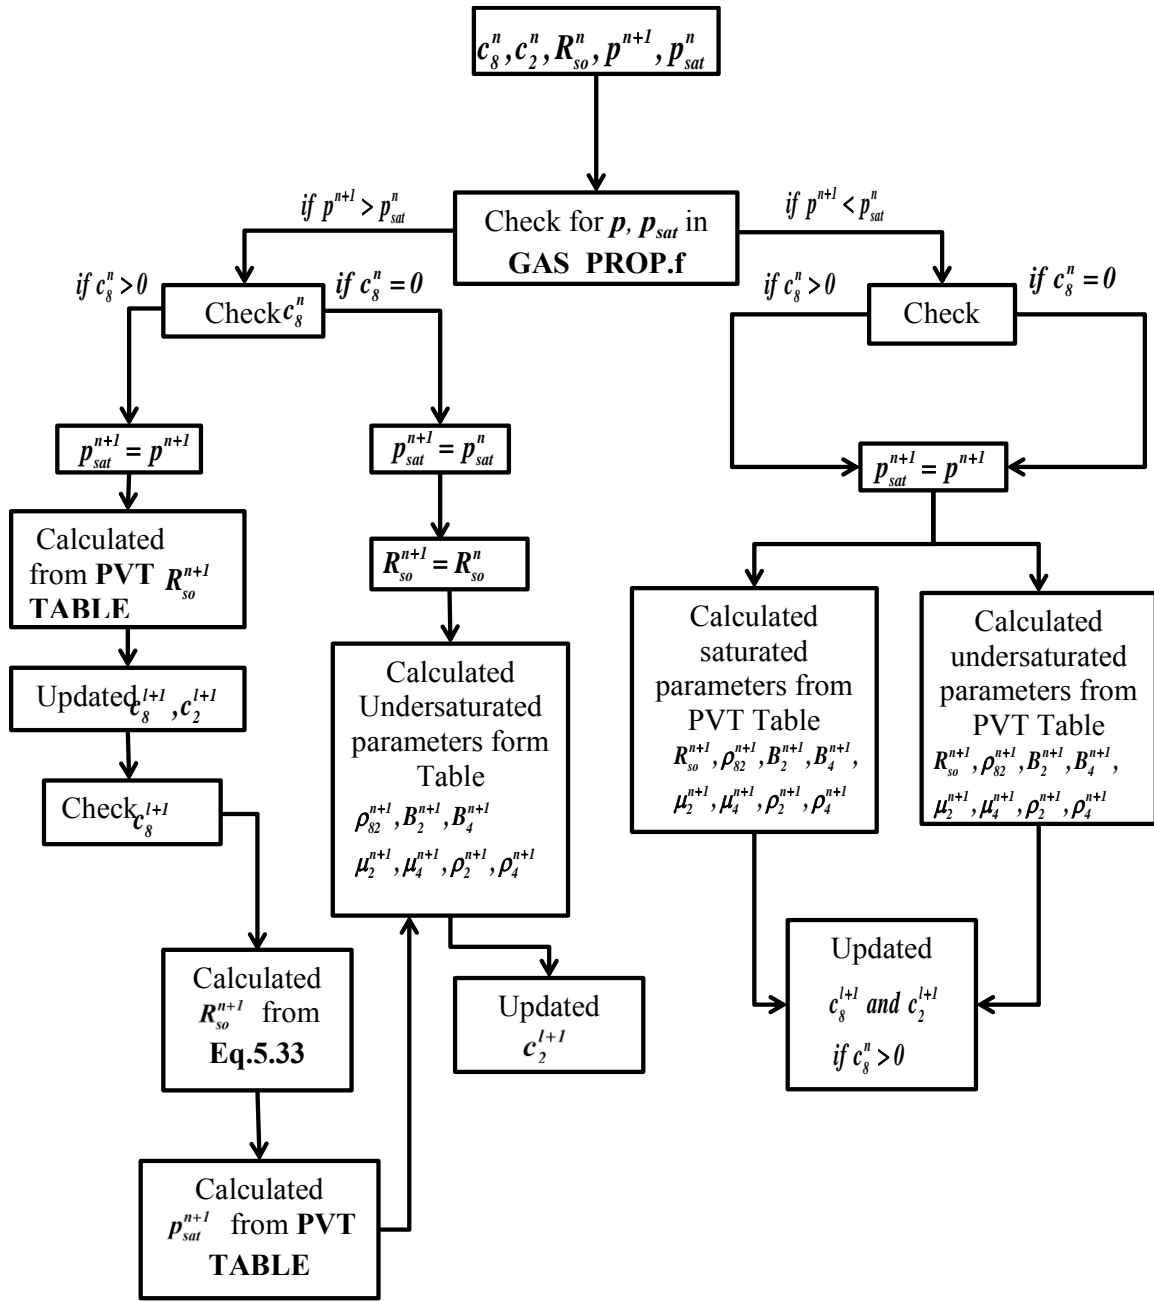 c_8^n, c_2^n, R_so^n, p^{n+1}, p_sat^n
if p^{n+1} > p_sat^n
Check for p, p_sat in
GAS PROP.f
if p^{n+1} < p_sat^n
if c_8^n > 0
Check c_8^n
if c_8^n = 0
if c_8^n > 0
Check
if c_8^n = 0
p_sat^{n+1} = p^{n+1}
p_sat^{n+1} = p_sat^n
p_sat^{n+1} = p^{n+1}
Calculated
from PVT R_so^{n+1}
TABLE
R_so^{n+1} = R_so^n
Updated c_8^{l+1}, c_2^{l+1}
Check c_8^{l+1}
Calculated
Undersaturated
parameters form
Table
ρ_82^{n+1}, B_2^{n+1}, B_4^{n+1}
μ_2^{n+1}, μ_4^{n+1}, ρ_2^{n+1}, ρ_4^{n+1}
Calculated
saturated
parameters from
PVT Table
R_so^{n+1}, ρ_82^{n+1}, B_2^{n+1}, B_4^{n+1},
μ_2^{n+1}, μ_4^{n+1}, ρ_2^{n+1}, ρ_4^{n+1}
Calculated
undersaturated
parameters from
PVT Table
R_so^{n+1}, ρ_82^{n+1}, B_2^{n+1}, B_4^{n+1},
μ_2^{n+1}, μ_4^{n+1}, ρ_2^{n+1}, ρ_4^{n+1}
Calculated
R_so^{n+1} from
Eq.5.33
Updated
c_2^{l+1}
Updated
c_8^{l+1} and c_2^{l+1}
if c_8^n > 0
Calculated
p_sat^{n+1} from PVT
TABLE